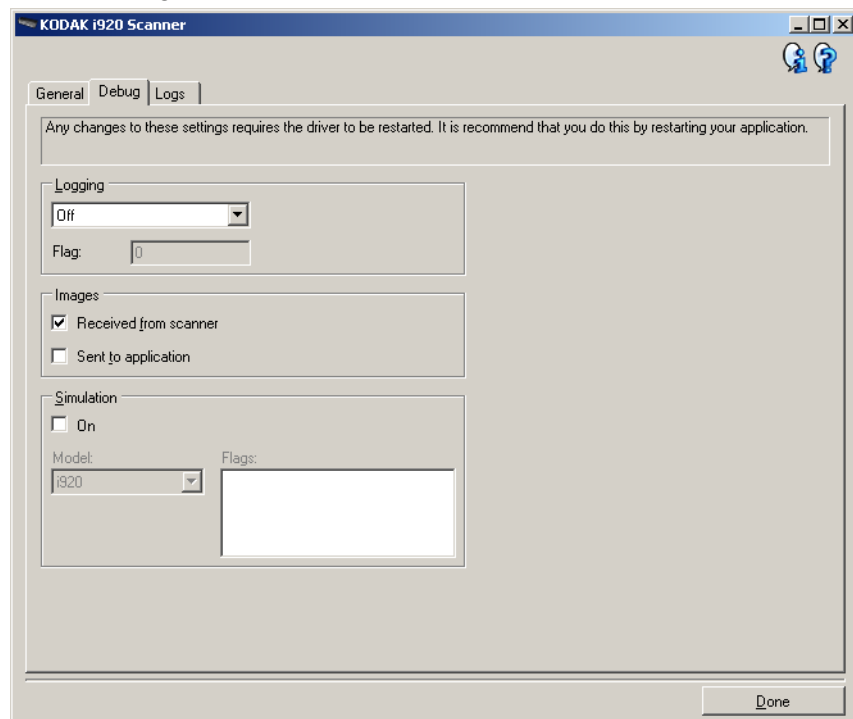 KODAK i920 Scanner
General Debug Logs
Any changes to these settings requires the driver to be restarted. It is recommend that you do this by restarting your application.
Logging
Off
Flag: 0
Images
Received from scanner
Sent to application
Simulation
On
Model: Flags:
i920
Done